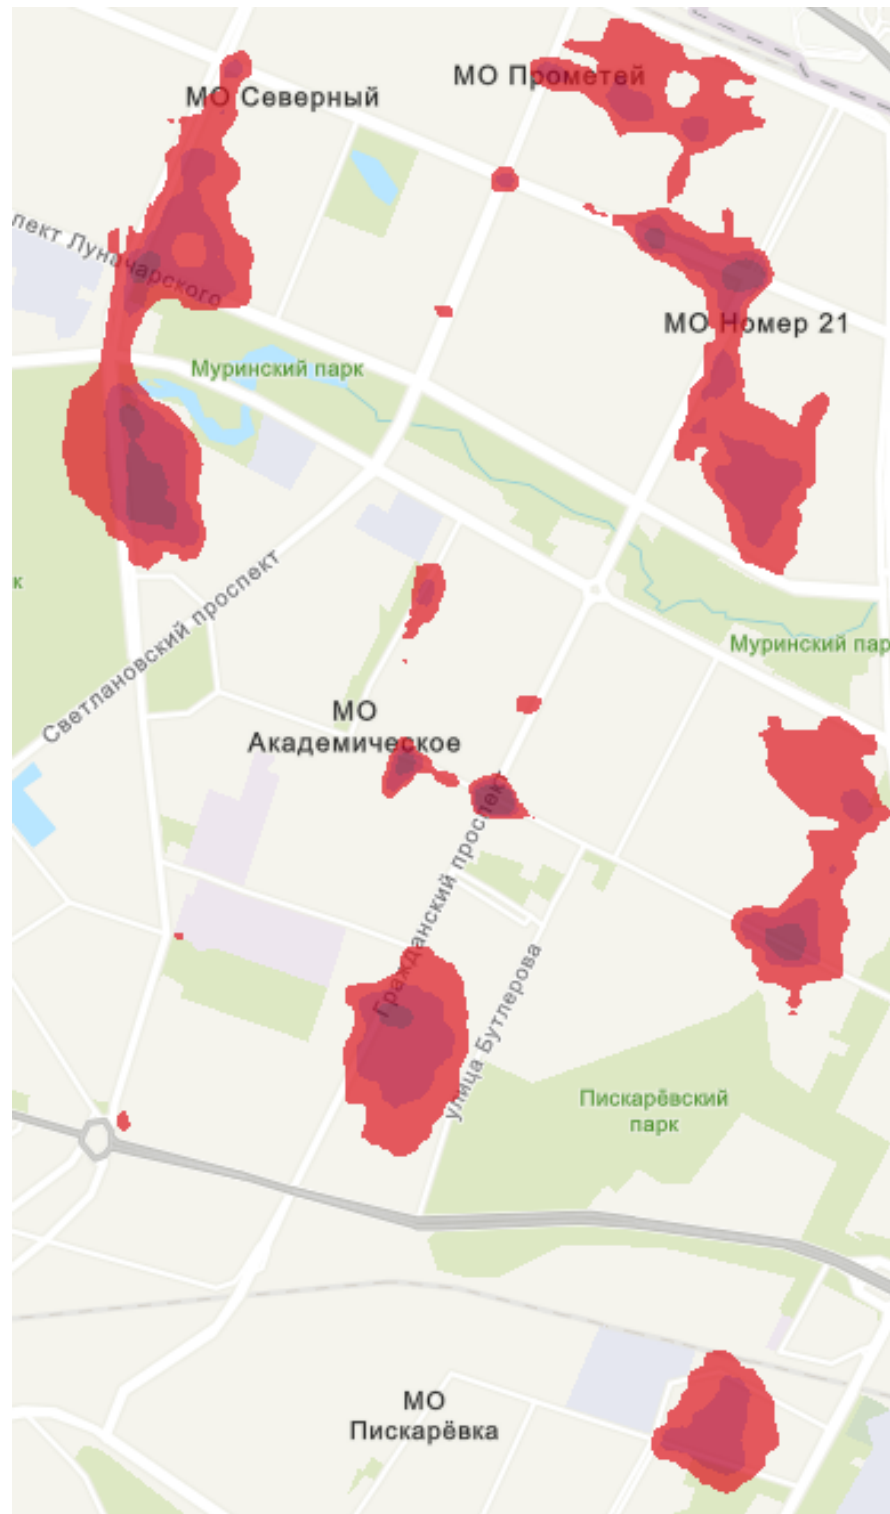 МО Прометей
МО Северный
пект Луначарского
МО Номер 21
Муринский парк
Светлановский проспект
к
Муринский пар
МО
Академическое
Гражданский проспект
улица Бутлерова
Пискарёвский
парк
МО
Пискарёвка